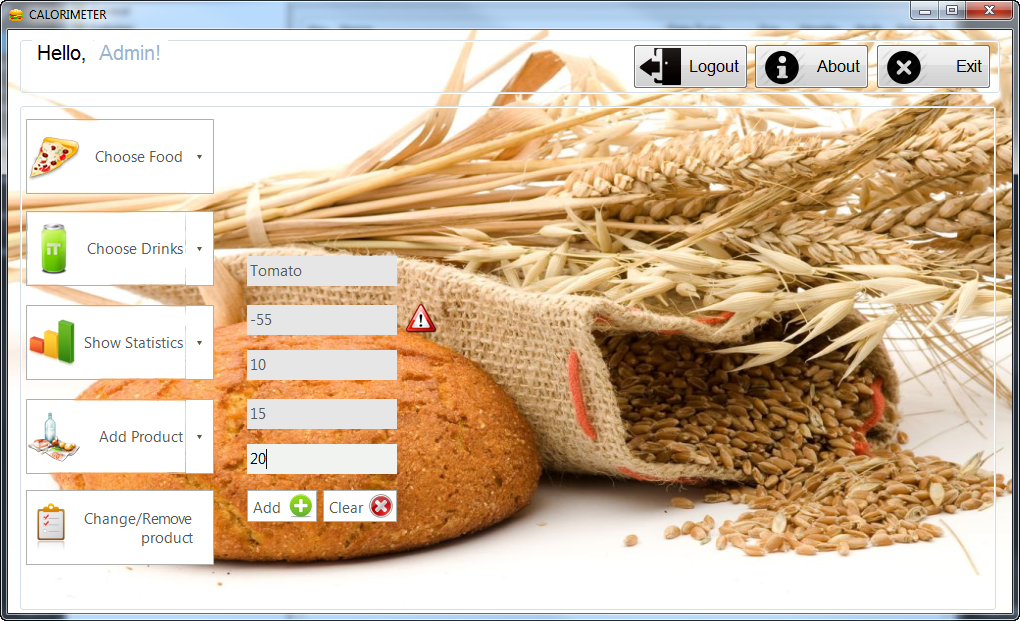 CALORIMETER
Hello, Admin!
Logout
About
Exit
Choose Food
iT
Choose Drinks
Tomato
-55
Show Statistics
10
15
Add Product
20
Change/Remove
product
Add
Clear